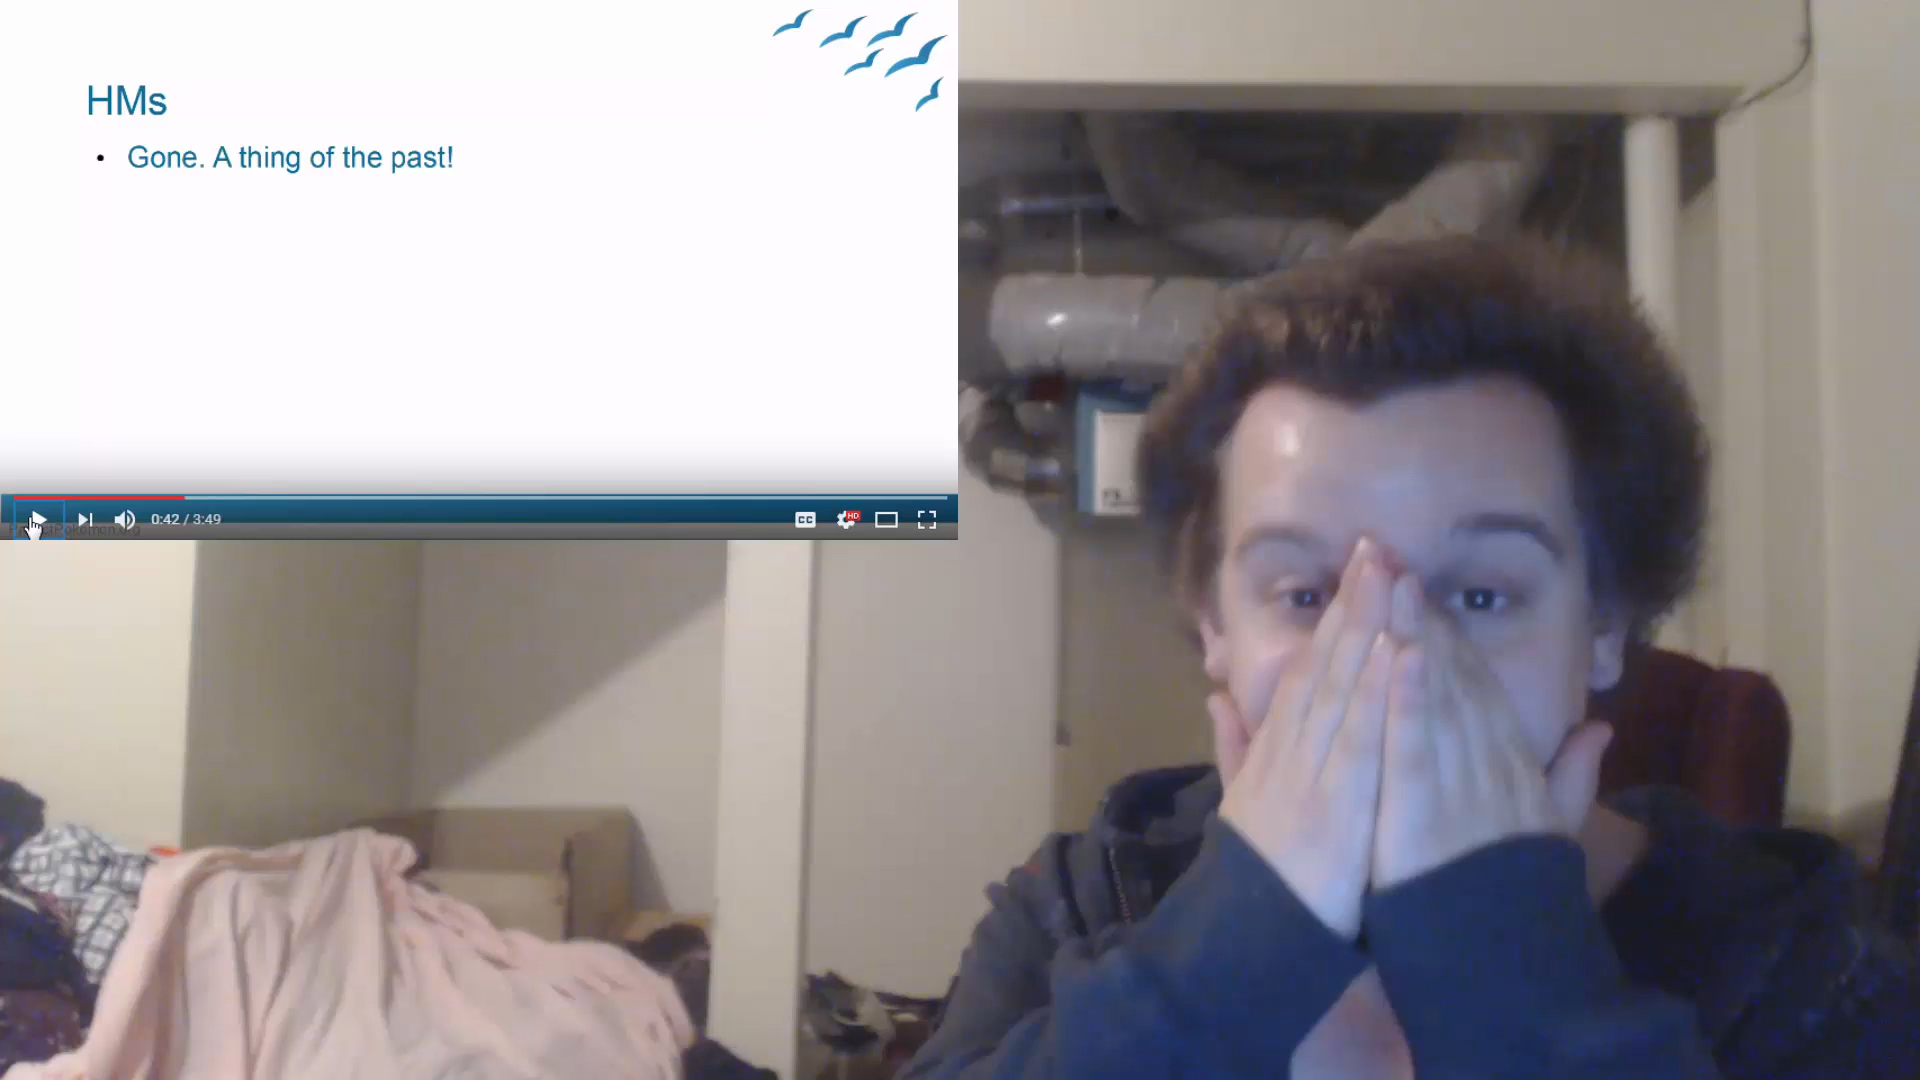 HMs
• Gone. A thing of the past!
0:42 / 3:49
CC
HD